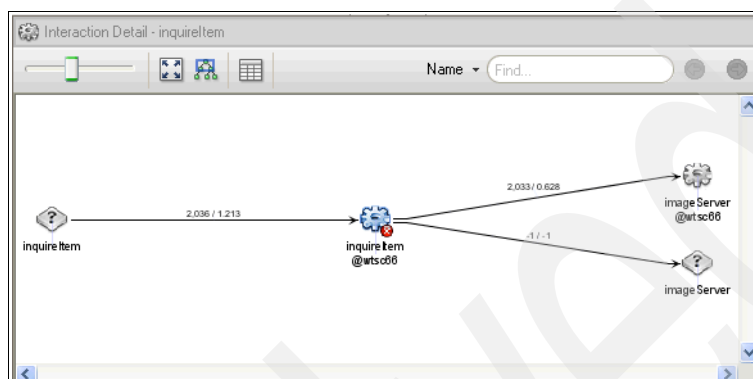 Interaction Detail - inquireItem
Name
Find...
2,033 / 0.628
imageServer
@wtsc66
2,036 / 1.213
inquireItem
inquireItem
@wtsc66
-1 / -1
imageServer